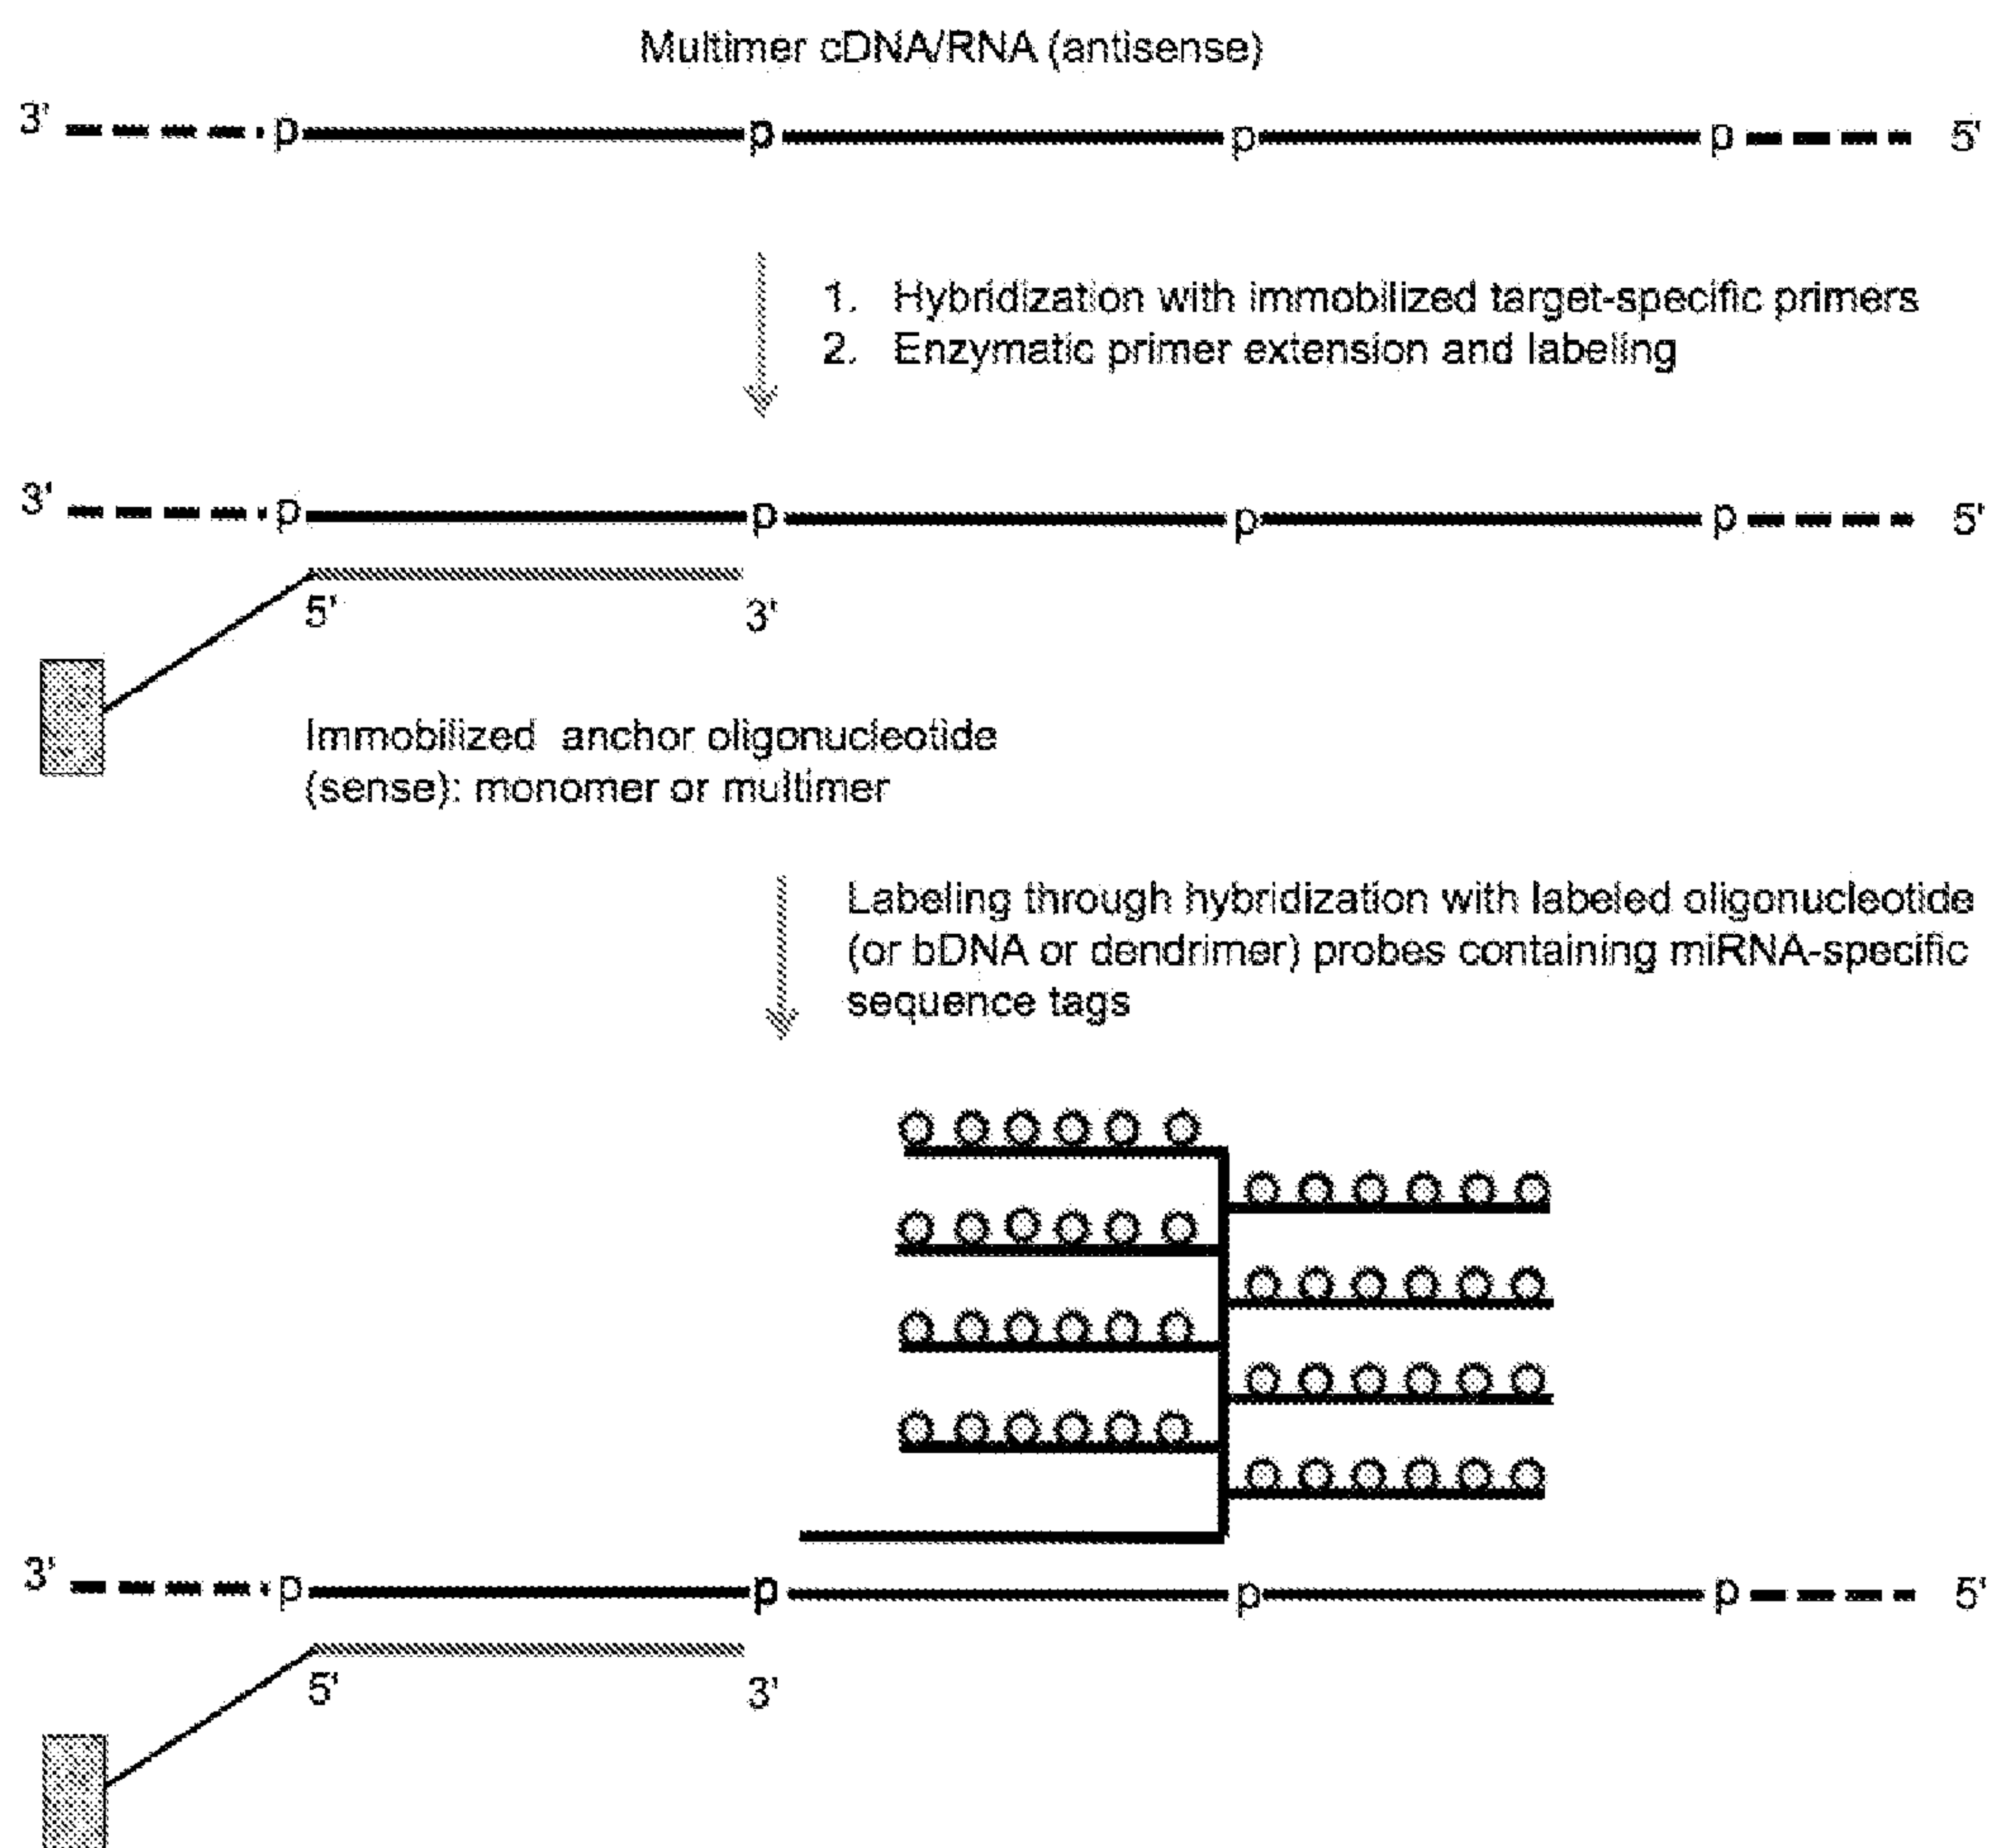 Multimer cDNA/RNA (antisense)
3' p p p p 5'
1. Hybridization with immobilized target-specific primers
2. Enzymatic primer extension and labeling
3' p p p p 5'
5' 3'
Immobilized anchor oligonucleotide
(sense): monomer or multimer
Labeling through hybridization with labeled oligonucleotide
(or bDNA or dendrimer) probes containing miRNA-specific
sequence tags
3' p p p p 5'
5' 3'